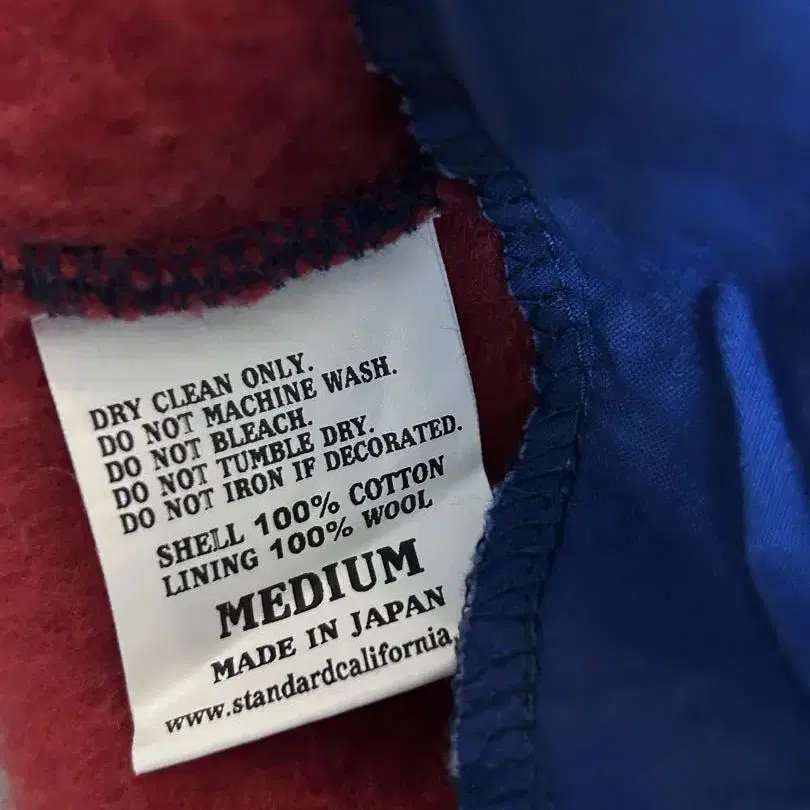 DRY CLEAN ONLY.
DO NOT MACHINE WASH.
DO NOT BLEACH.
DO NOT TUMBLE DRY.
DO NOT IRON IF DECORATED.
SHELL 100% COTTON
LINING 100% WOOL
MEDIUM
MADE IN JAPAN
www.standardcalifornia.